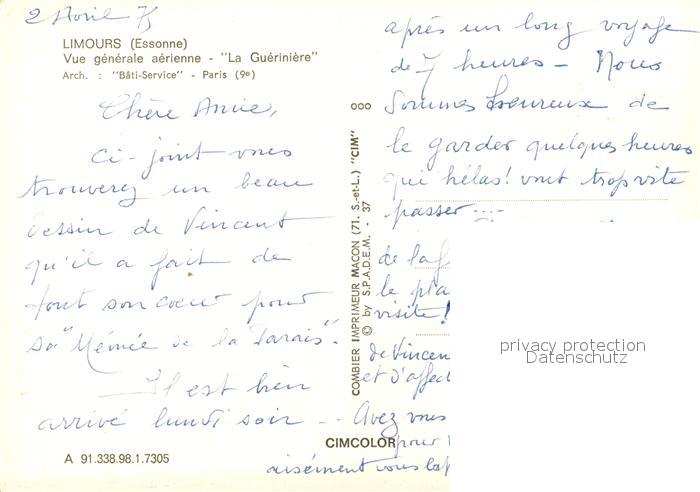 2 Avril 75
LIMOURS (Essonne)
Vue générale aérienne - "La Guérinière"
Arch. : "Bâti-Service" - Paris (9e)
Chère Annie,
Ci-joint vous
trouverez un beau
dessin de Vincent
qu'il a fait de
tout son cœur pour
sa "Mémée de la
Il est bien
arrivé lundi soir --
après un long voyage
de 7 heures - Nous
Sommes heureux de
le garder quelques heures
qui hélas! vont trop vite
passer ...
de la f
le pla
visite!
de Vincen
et d'affec
Avez vous
pour
aisément vous la
ooo
COMBIER IMPRIMEUR MACON (71. S.-et-L.) "CIM"
© by S.P.A.D.E.M. - 37
CIMCOLOR
A 91.338.98.1.7305
privacy protection
Datenschutz